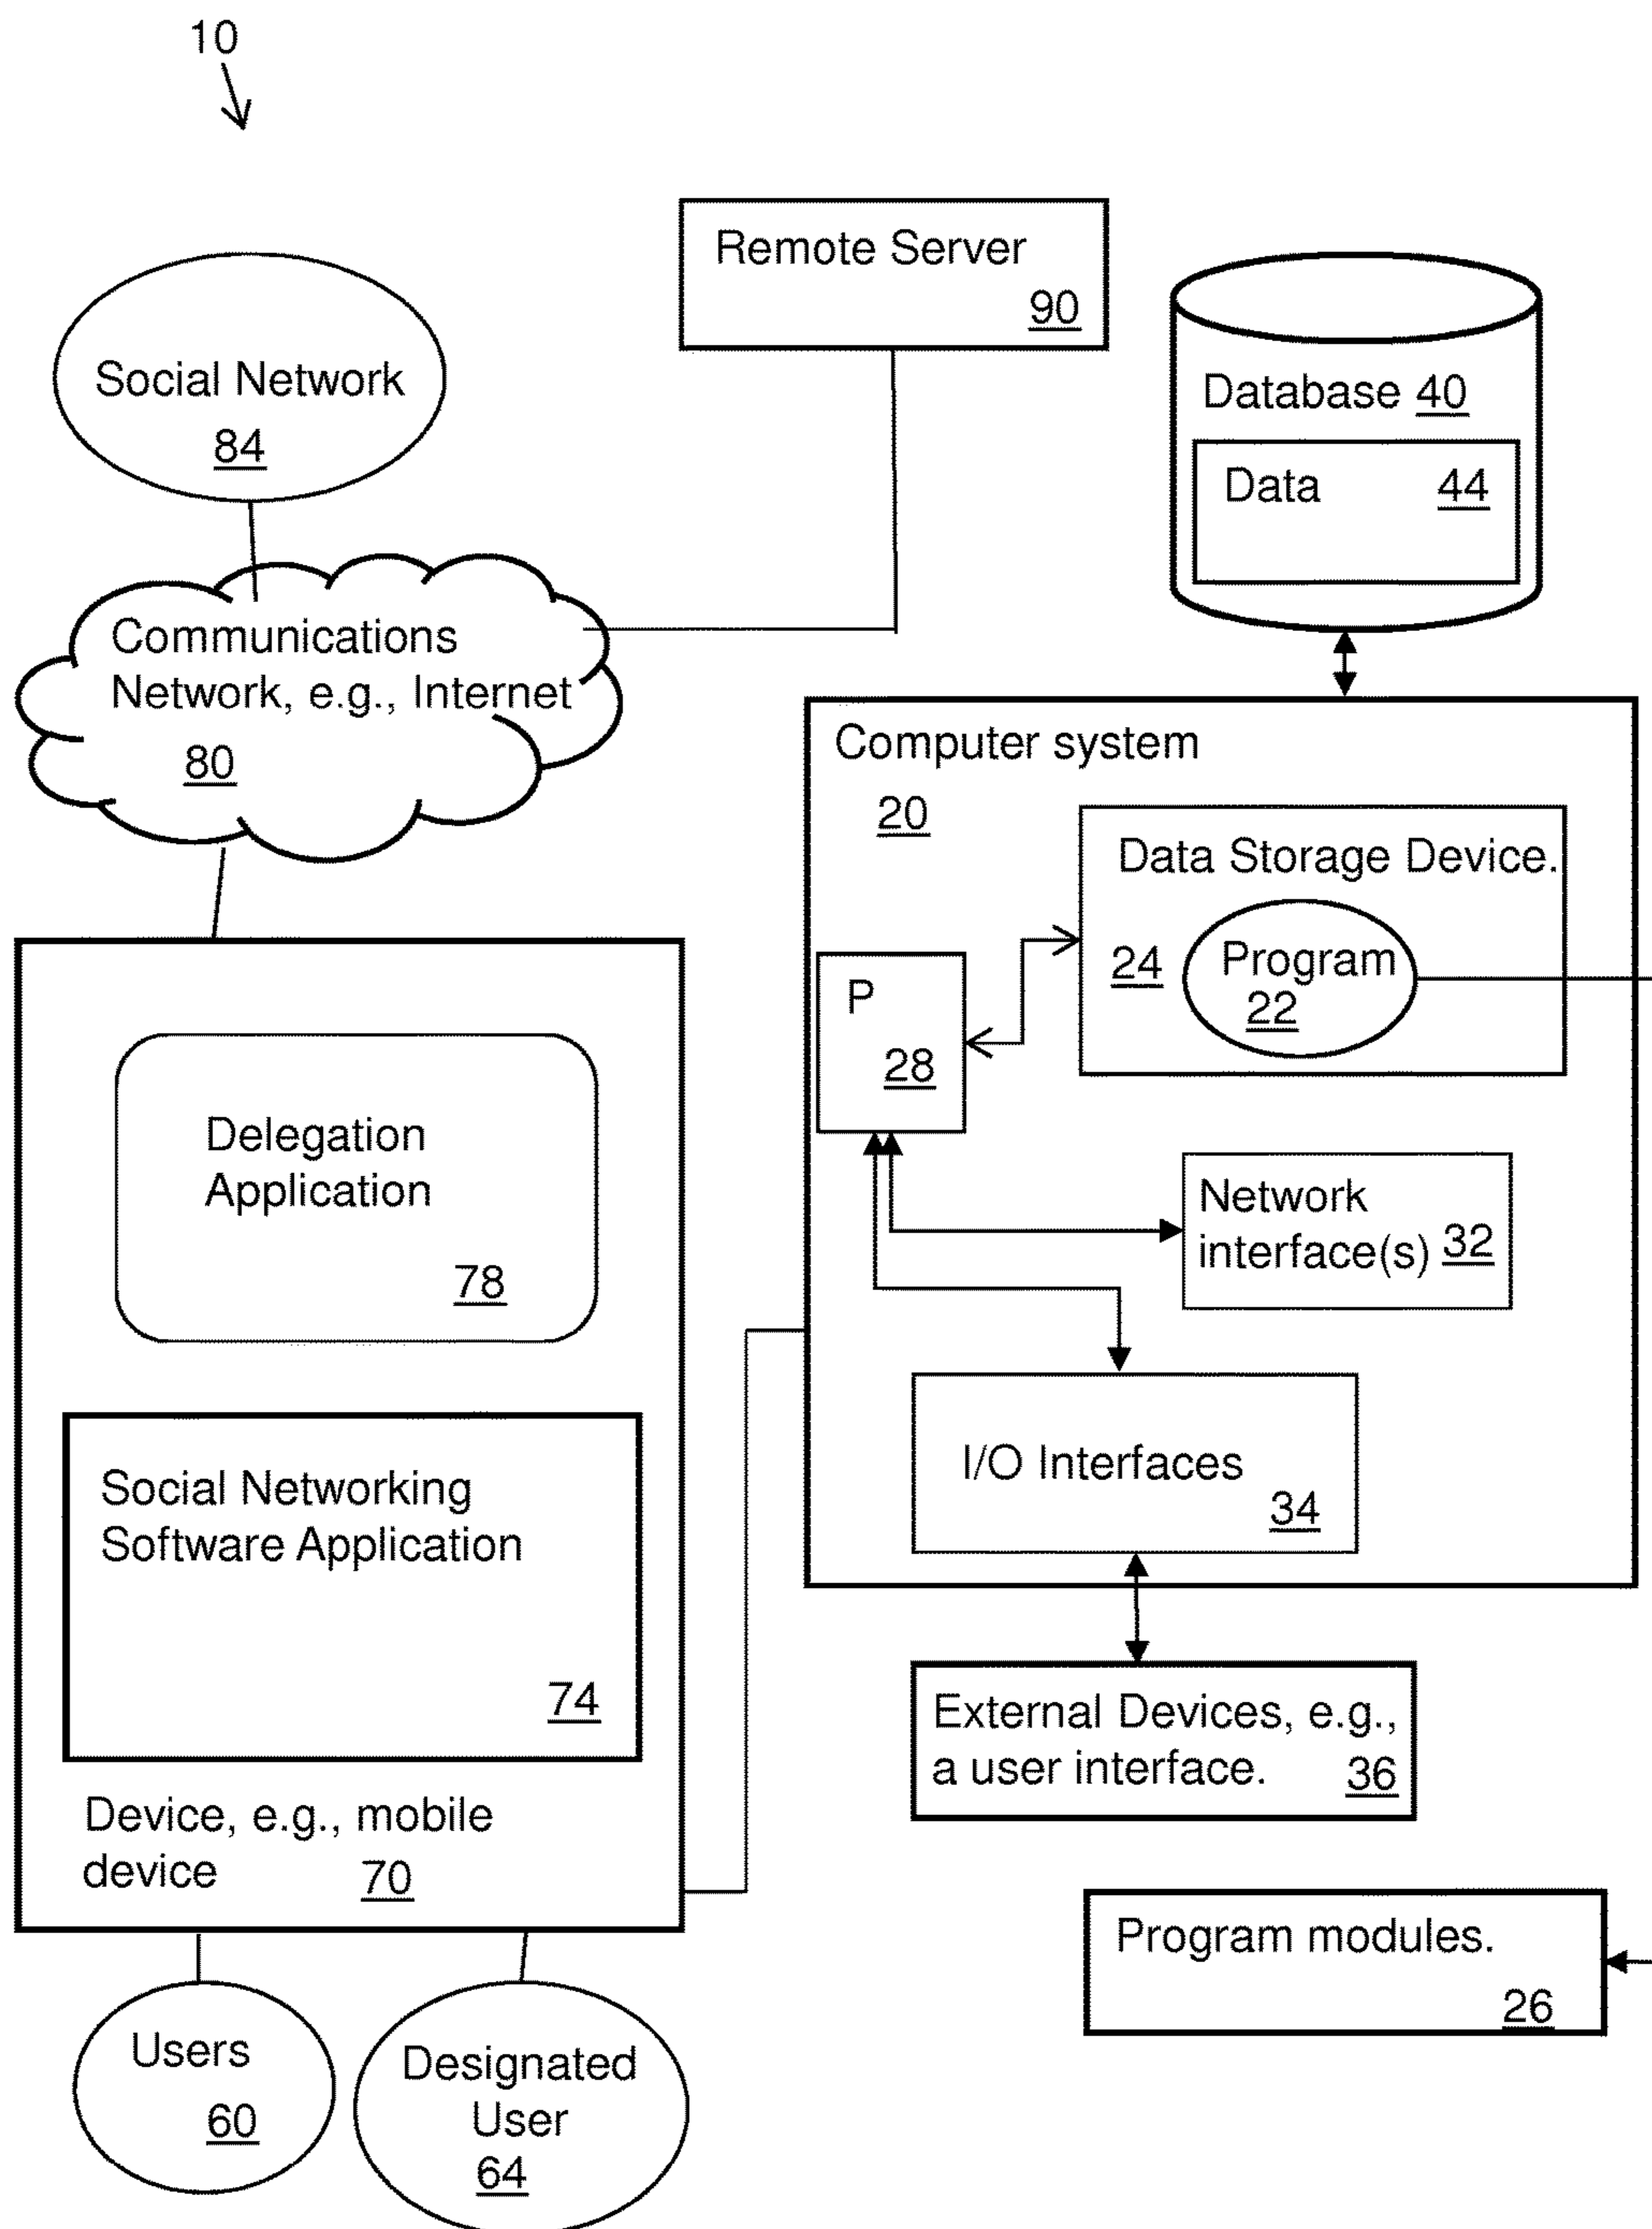 10
Remote Server
90
Social Network
84
Database 40
Data 44
Communications
Network, e.g., Internet
80
Computer system
20
Data Storage Device.
24
Program
22
P
28
Network
interface(s) 32
I/O Interfaces
34
External Devices, e.g.,
a user interface. 36
Program modules.
26
Delegation
Application
78
Social Networking
Software Application
74
Device, e.g., mobile
device 70
Users
60
Designated
User
64